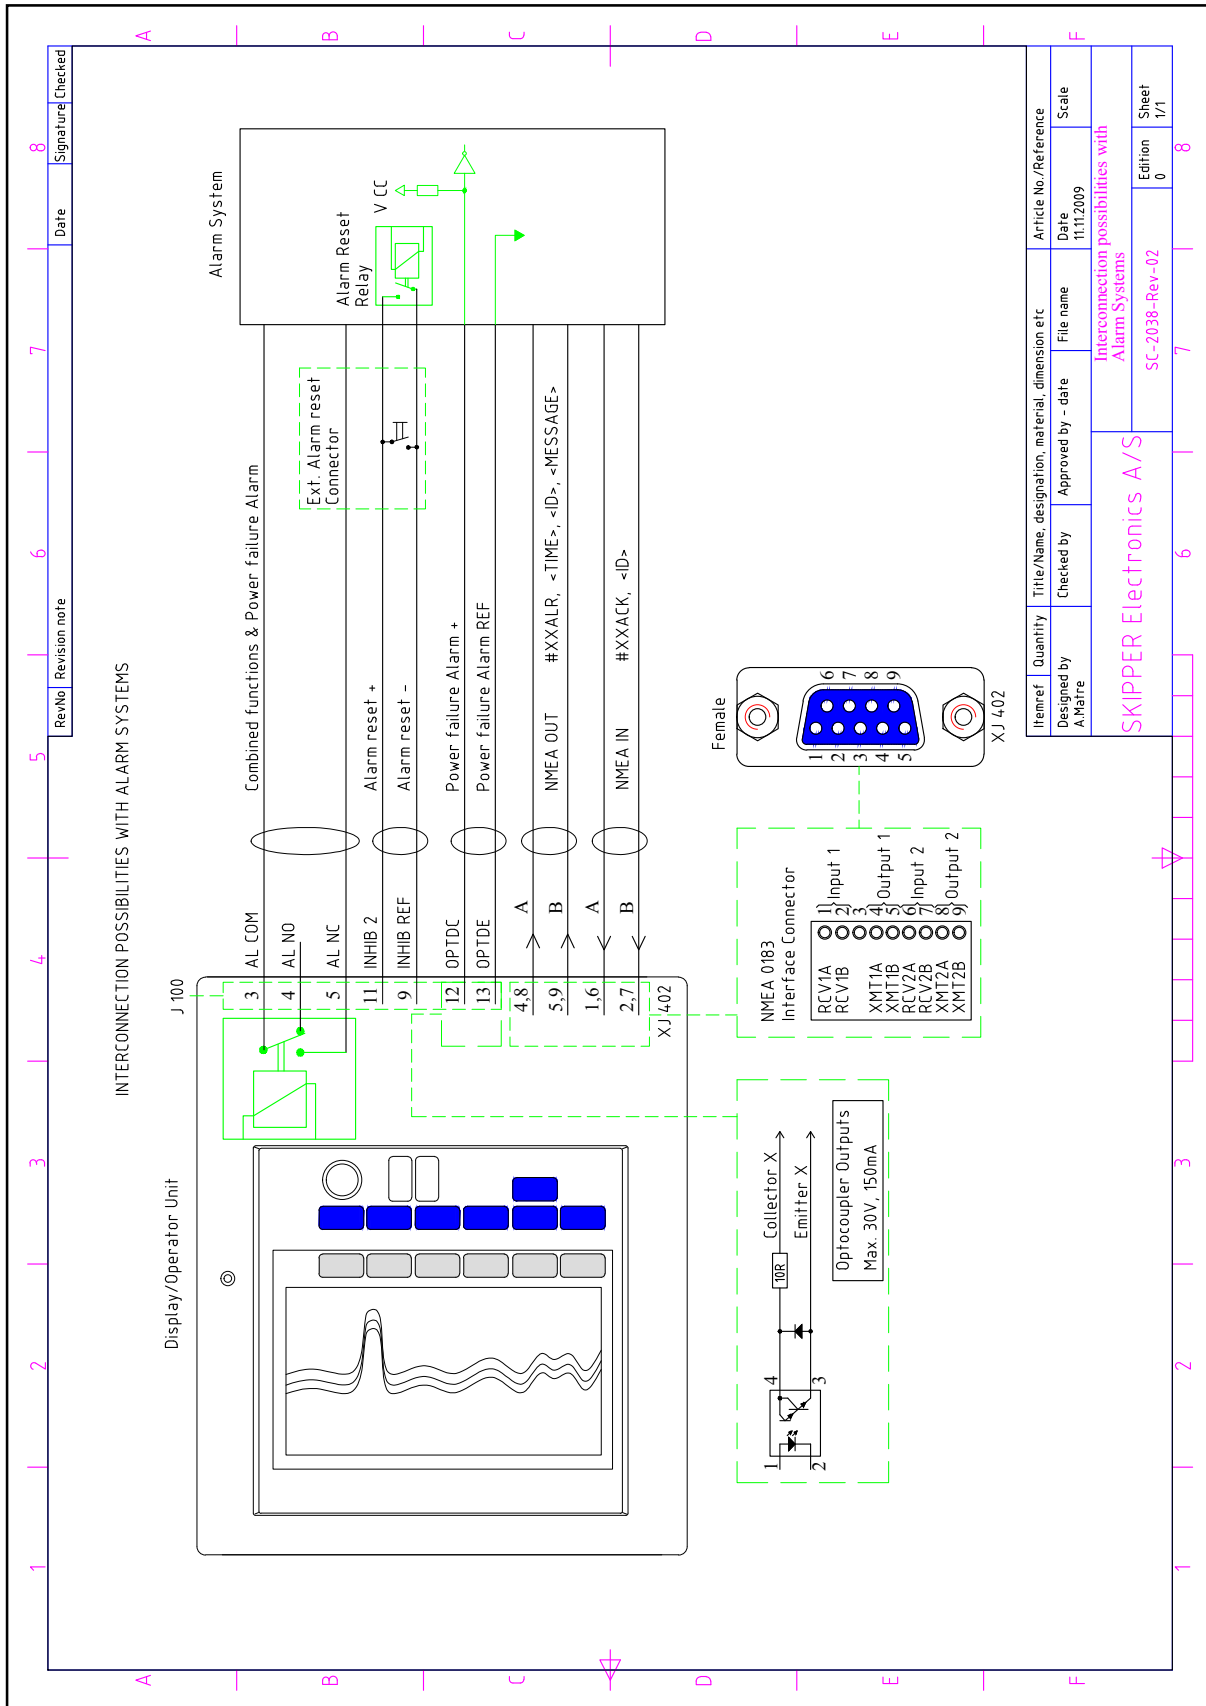 A
B
C
D
E
F
1
2
3
4
5
6
7
8
RevNo
Revision note
Date
Signature
Checked
INTERCONNECTION POSSIBILITIES WITH ALARM SYSTEMS
Display/Operator Unit
J 100
3 AL COM
4 AL NO
5 AL NC
11 INHIB 2
9 INHIB REF
12 OPTDC
13 OPTDE
4,8 A
5,9 B
1,6 A
2,7 B
XJ 402
Combined functions & Power failure Alarm
Alarm reset +
Alarm reset -
Power failure Alarm +
Power failure Alarm REF
NMEA OUT #XXALR, <TIME>, <ID>, <MESSAGE>
NMEA IN #XXACK, <ID>
Ext. Alarm reset
Connector
Alarm System
Alarm Reset
Relay
V CC
1
2
4
3
10R
Collector X
Emitter X
Optocoupler Outputs
Max. 30V, 150mA
NMEA 0183
Interface Connector
RCV1A 1
RCV1B 2
Input 1
3
XMT1A 4
XMT1B 5
Output 1
RCV2A 6
RCV2B 7
Input 2
XMT2A 8
XMT2B 9
Output 2
Female
1
2
3
4
5
6
7
8
9
XJ 402
Itemref
Quantity
Title/Name, designation, material, dimension etc
Article No./Reference
Designed by
A.Matre
Checked by
Approved by - date
File name
Date
11.11.2009
Scale
SKIPPER Electronics A/S
Interconnection possibilities with
Alarm Systems
SC-2038-Rev-02
Edition
0
Sheet
1/1
1
2
3
4
5
6
7
8
A
B
C
D
E
F